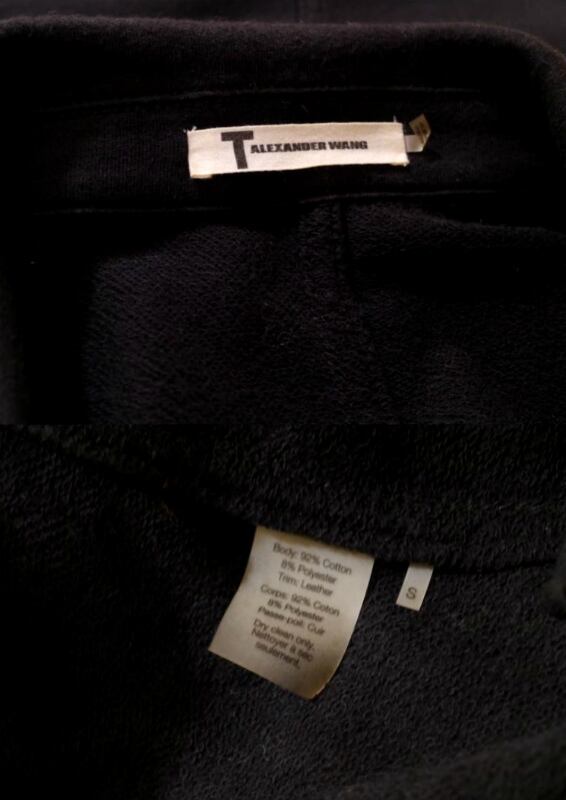 T ALEXANDER WANG
Body: 92% Cotton
8% Polyester
Trim: Leather
Corps: 92% Coton
8% Polyester
Passe-poil: Cuir
Dry clean only.
Nettoyer à sec
seulement.
S